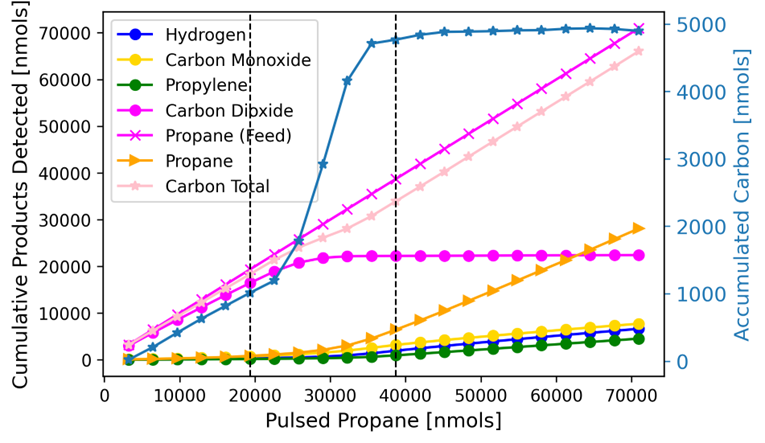 Cumulative Products Detected [nmols]
70000
60000
50000
40000
30000
20000
10000
0
Hydrogen
Carbon Monoxide
Propylene
Carbon Dioxide
Propane (Feed)
Propane
Carbon Total
0
10000
20000
30000
40000
50000
60000
70000
Pulsed Propane [nmols]
5000
4000
3000
2000
1000
0
Accumulated Carbon [nmols]